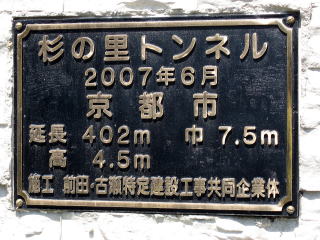 杉の里トンネル
2007年6月
京都市
延長 402m 巾 7.5m
高 4.5m
施工 前田・古瀬特定建設工事共同企業体